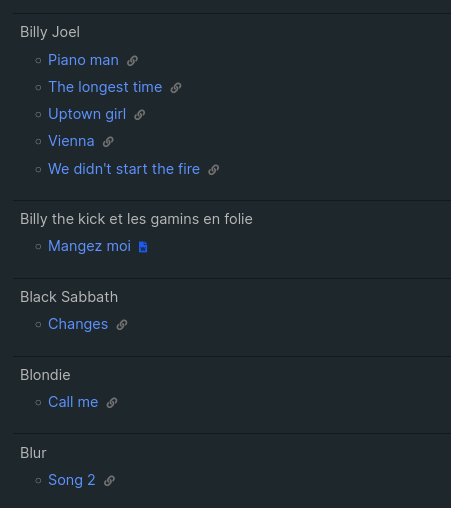 Billy Joel
Piano man
The longest time
Uptown girl
Vienna
We didn't start the fire
Billy the kick et les gamins en folie
Mangez moi
Black Sabbath
Changes
Blondie
Call me
Blur
Song 2